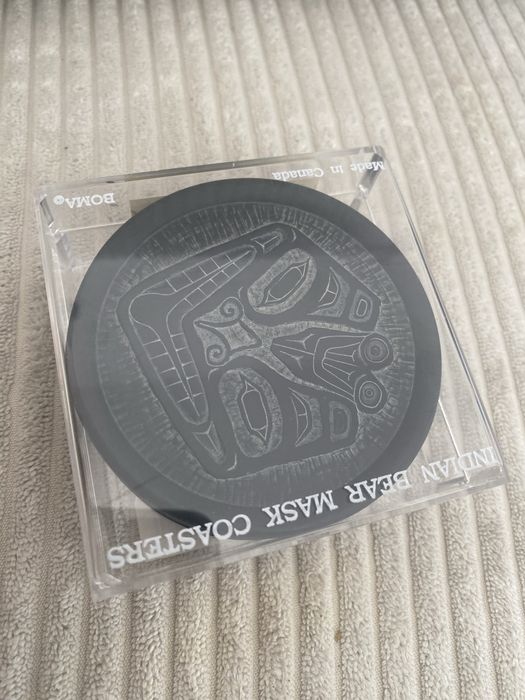 INDIAN BEAR MASK COASTERS
Made in Canada
BOMA®